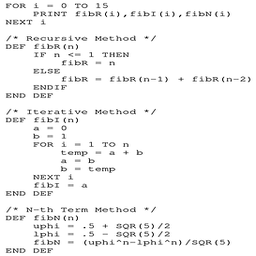 FOR i = 0 TO 15
PRINT fibR(i),fibI(i),fibN(i)
NEXT i
/* Recursive Method */
DEF fibR(n)
IF n <= 1 THEN
fibR = n
ELSE
fibR = fibR(n-1) + fibR(n-2)
ENDIF
END DEF
/* Iterative Method */
DEF fibI(n)
a = 0
b = 1
FOR i = 1 TO n
temp = a + b
a = b
b = temp
NEXT i
fibI = a
END DEF
/* N-th Term Method */
DEF fibN(n)
uphi = .5 + SQR(5)/2
lphi = .5 - SQR(5)/2
fibN = (uphi^n-lphi^n)/SQR(5)
END DEF